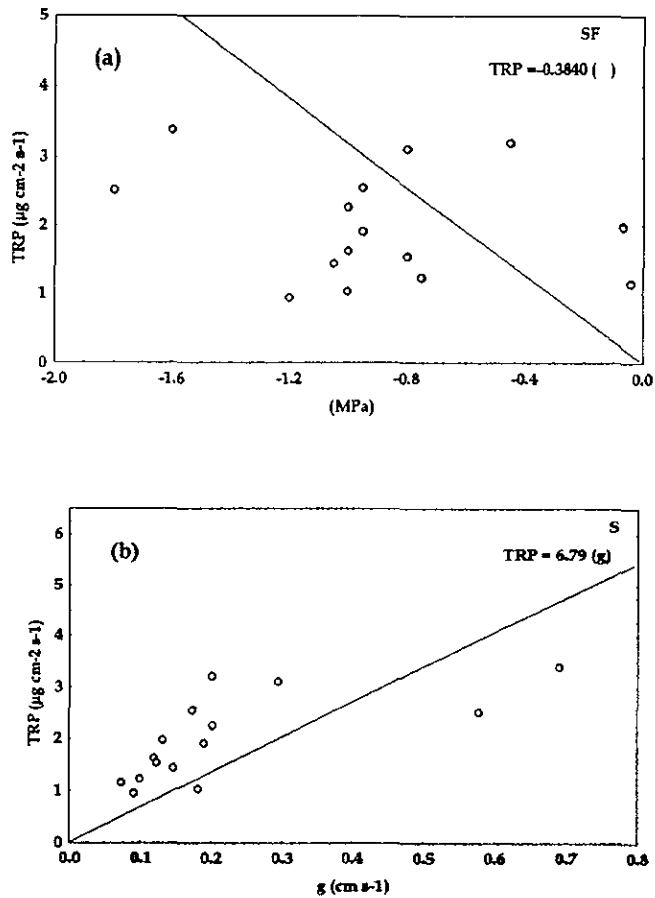 5
4
3
2
1
0
(a)
SF
TRP =-0.3840 ( )
TRP (µg cm-2 s-1)
-2.0 -1.6 -1.2 -0.8 -0.4 0.0
(MPa)
6
5
4
3
2
1
0
(b)
S
TRP = 6.79 (g)
TRP (µg cm-2 s-1)
0.0 0.1 0.2 0.3 0.4 0.5 0.6 0.7 0.8
g (cm s-1)